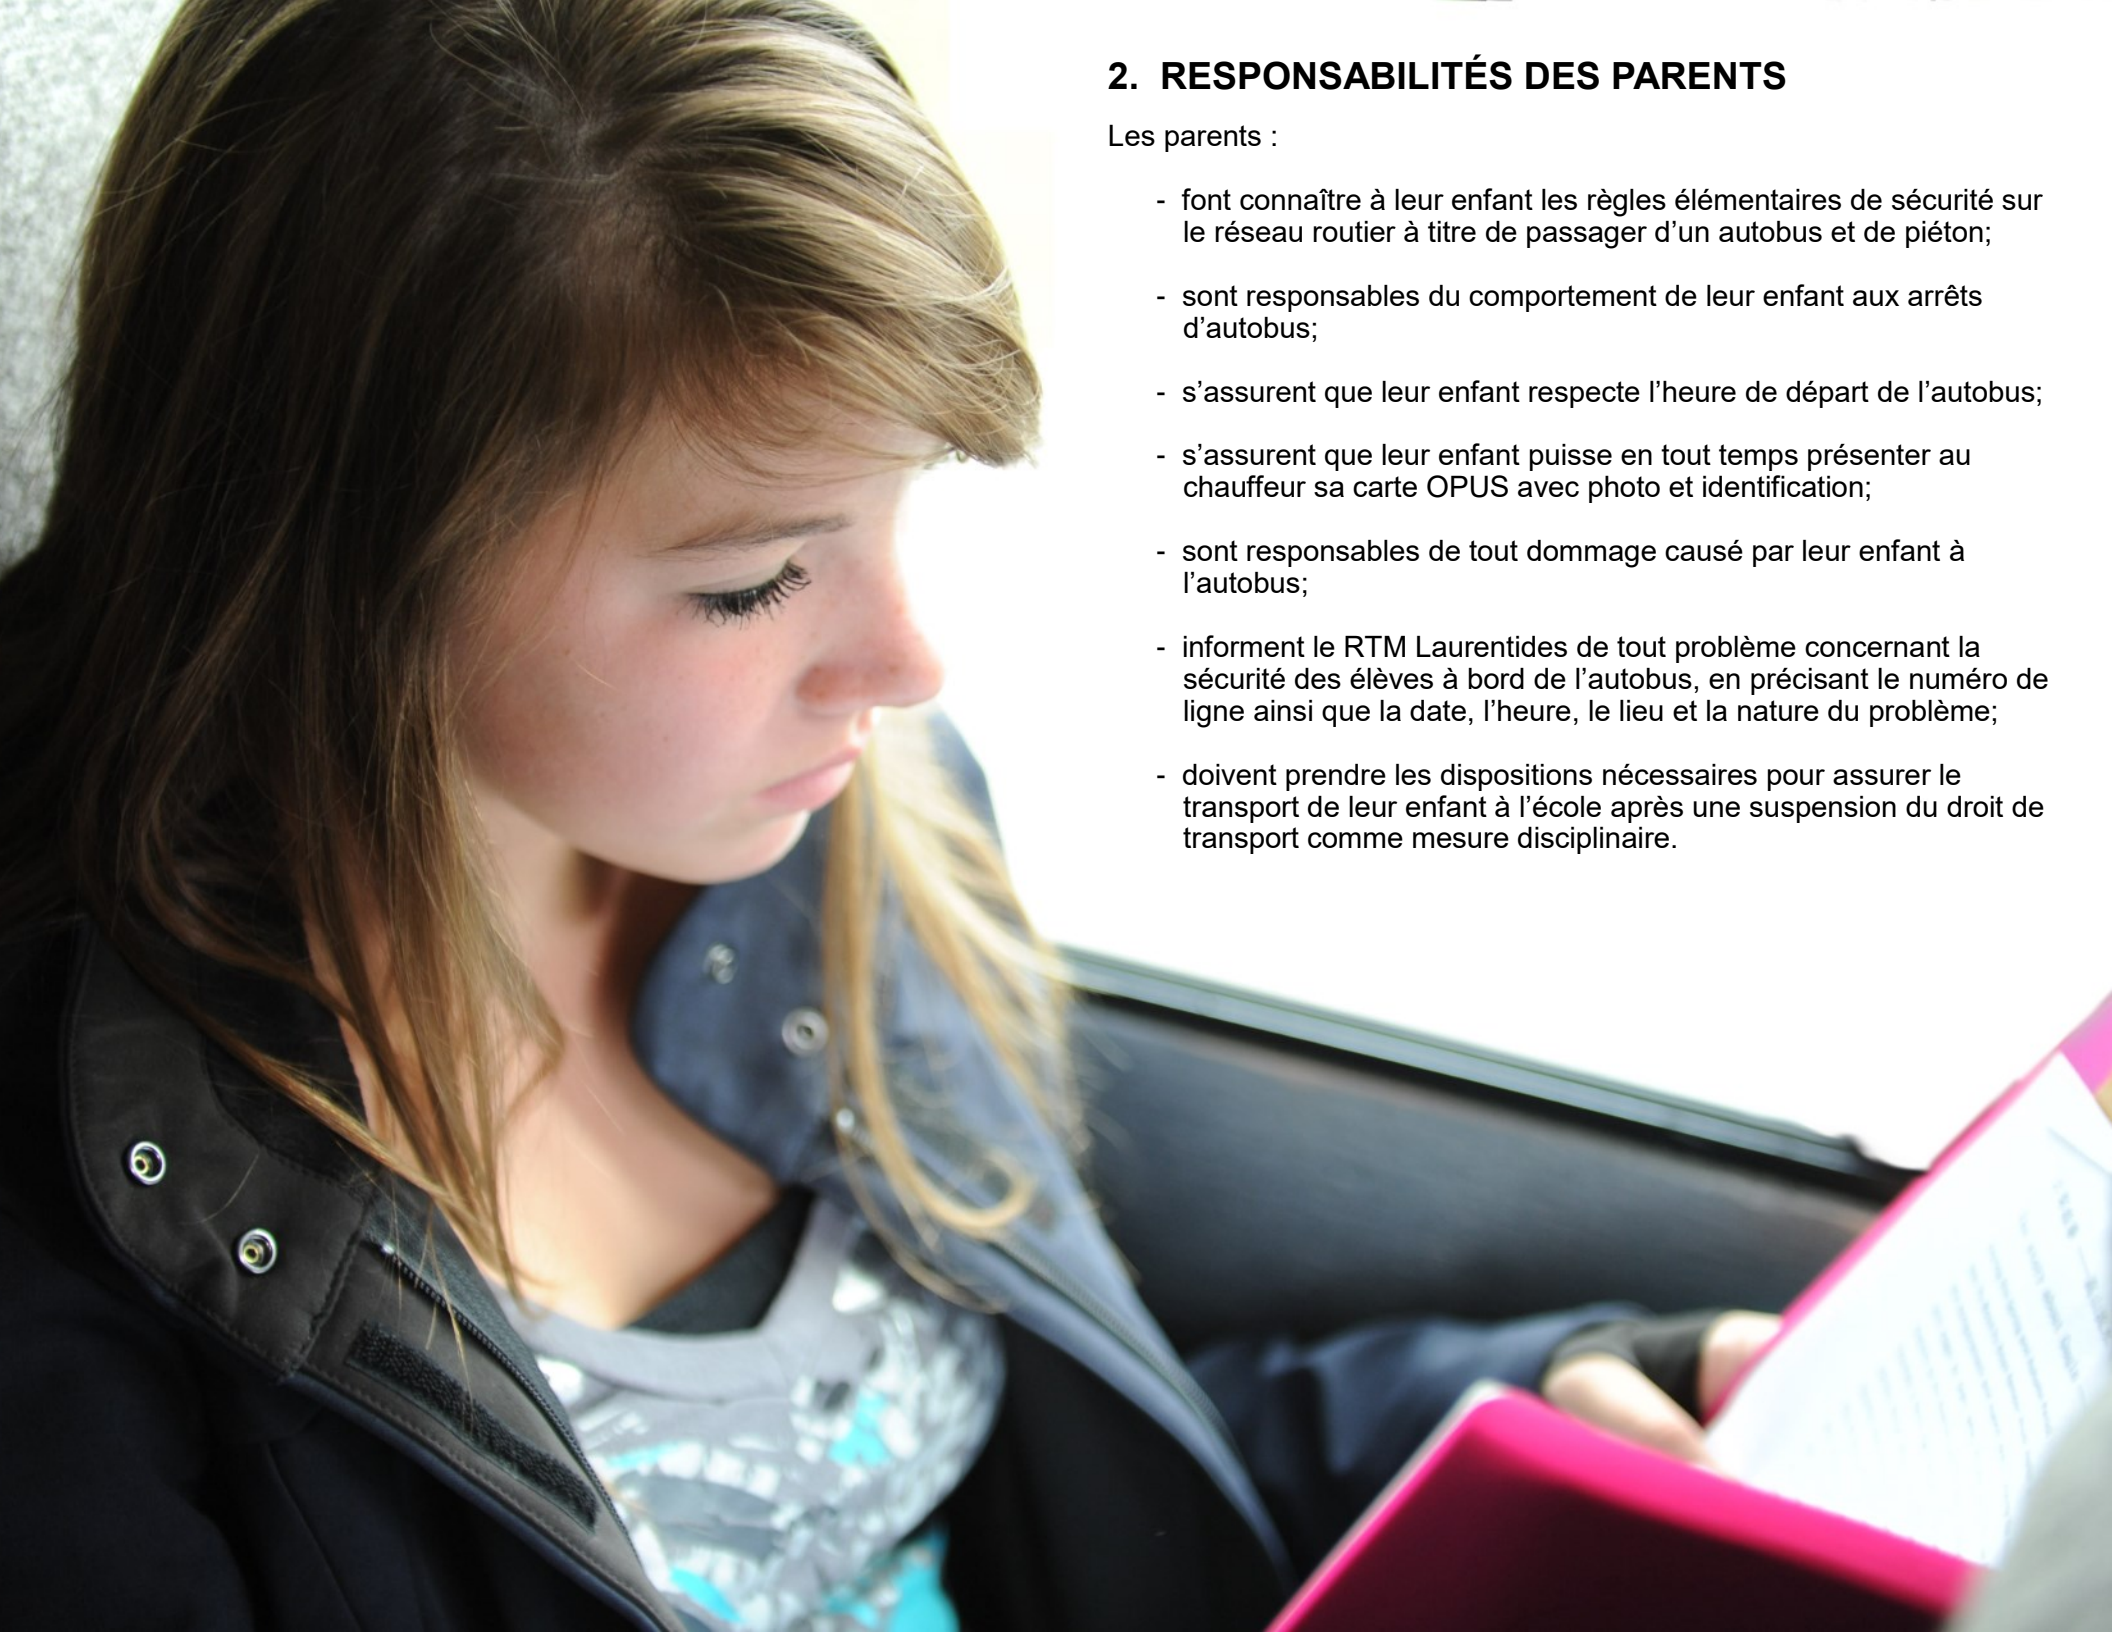 2. RESPONSABILITÉS DES PARENTS
Les parents :
- font connaître à leur enfant les règles élémentaires de sécurité sur
le réseau routier à titre de passager d’un autobus et de piéton;
- sont responsables du comportement de leur enfant aux arrêts
d’autobus;
- s’assurent que leur enfant respecte l’heure de départ de l’autobus;
- s’assurent que leur enfant puisse en tout temps présenter au
chauffeur sa carte OPUS avec photo et identification;
- sont responsables de tout dommage causé par leur enfant à
l’autobus;
- informent le RTM Laurentides de tout problème concernant la
sécurité des élèves à bord de l’autobus, en précisant le numéro de
ligne ainsi que la date, l’heure, le lieu et la nature du problème;
- doivent prendre les dispositions nécessaires pour assurer le
transport de leur enfant à l’école après une suspension du droit de
transport comme mesure disciplinaire.